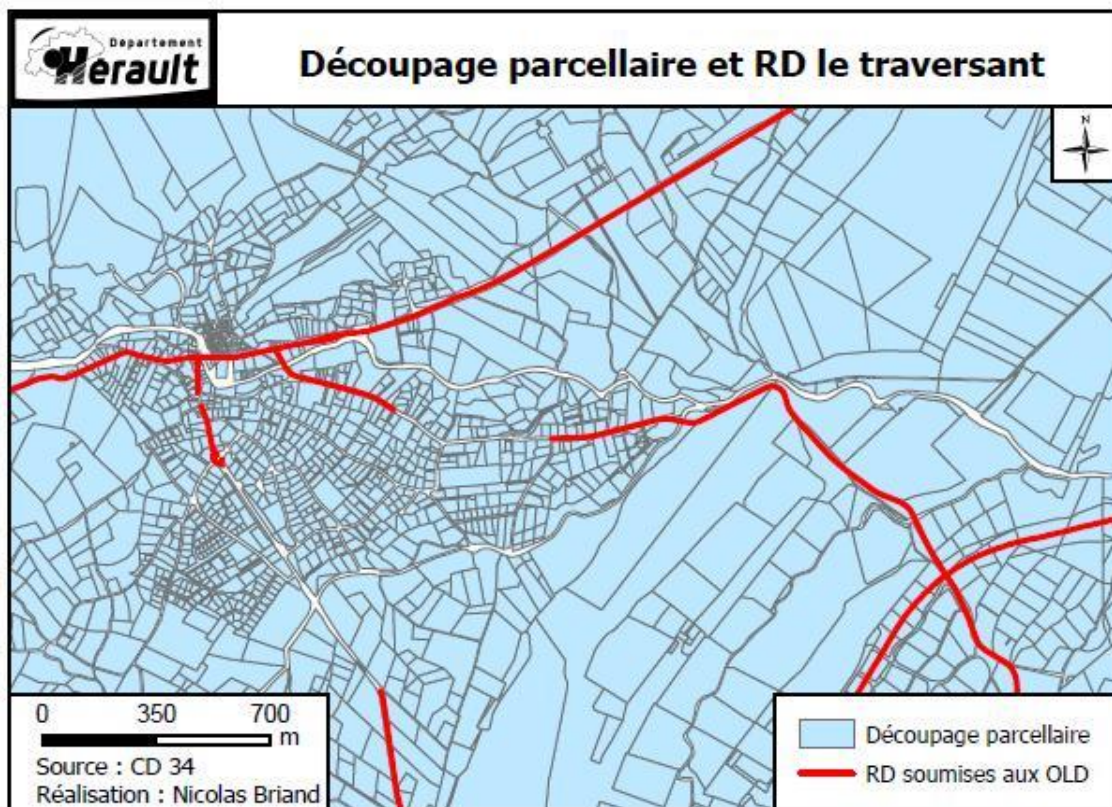 Département
Hérault
Découpage parcellaire et RD le traversant
N
0 350 700
m
Source : CD 34
Réalisation : Nicolas Briand
Découpage parcellaire
RD soumises aux OLD